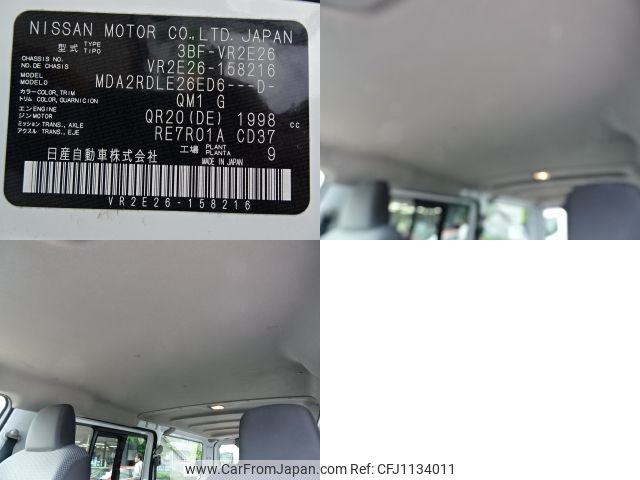 NISSAN MOTOR CO.,LTD. JAPAN
型式 TYPE TIPO 3BF-VR2E26
CHASSIS NO. NO.DE CHASIS VR2E26-158216
MODEL MODELO MDA2RDLE26ED6---D-
カラー COLOR,TRIM トリム COLOR,GUARNICION QM1 G
エンジン ENGINE MOTOR QR20(DE) 1998 cc
ミッション TRANS., AXLE アクスル TRANS., EJE RE7R01A CD37
工場 PLANT PLANTA 9
日産自動車株式会社 MADE IN JAPAN
VR2E26-158216
www.CarFromJapan.com | © CarFromJapan.com | CFJ1134011